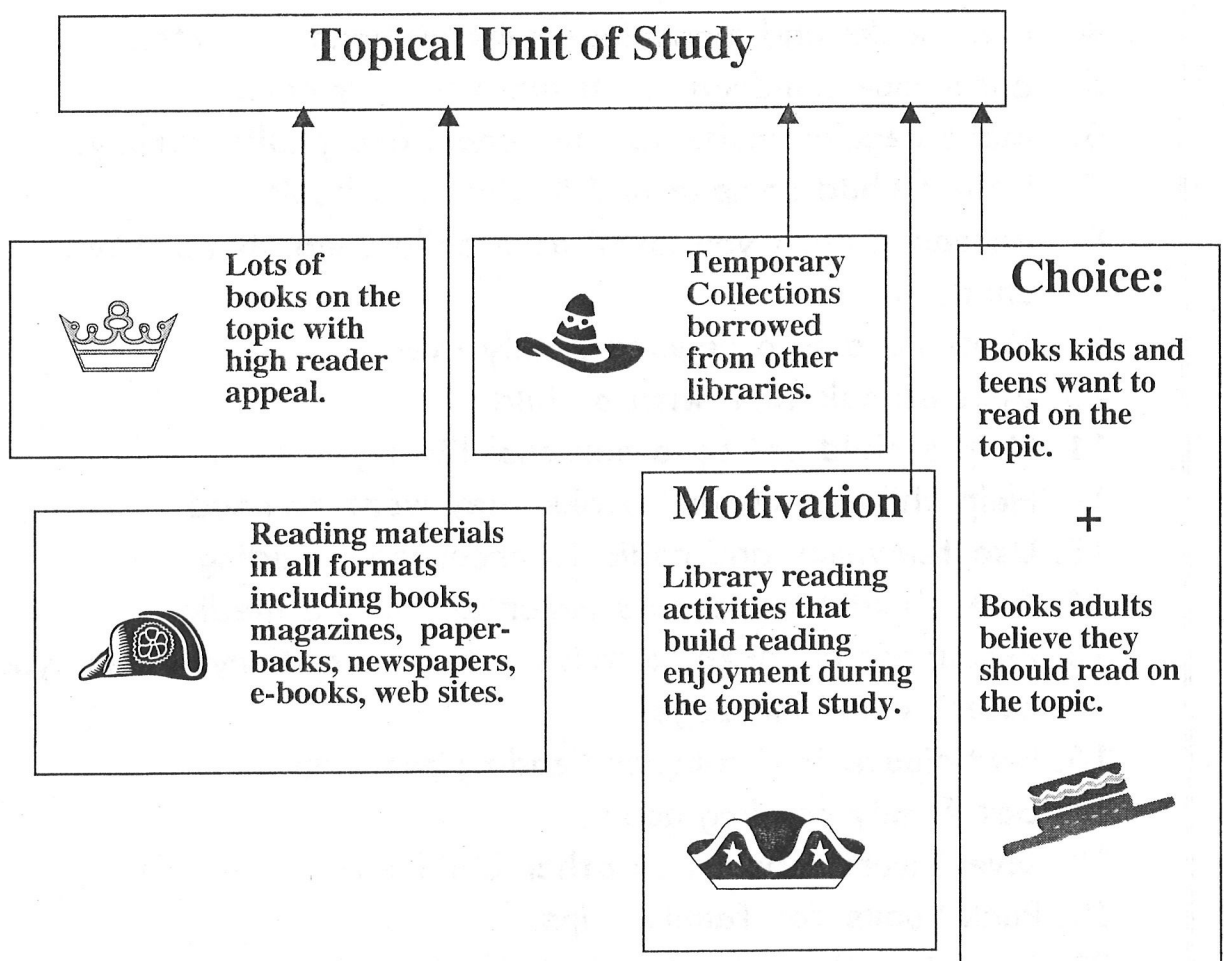 Topical Unit of Study
Lots of
books on the
topic with
high reader
appeal.
Temporary
Collections
borrowed
from other
libraries.
Choice:
Books kids and
teens want to
read on the
topic.
+
Books adults
believe they
should read on
the topic.
Reading materials
in all formats
including books,
magazines, paper-
backs, newspapers,
e-books, web sites.
Motivation
Library reading
activities that
build reading
enjoyment during
the topical study.